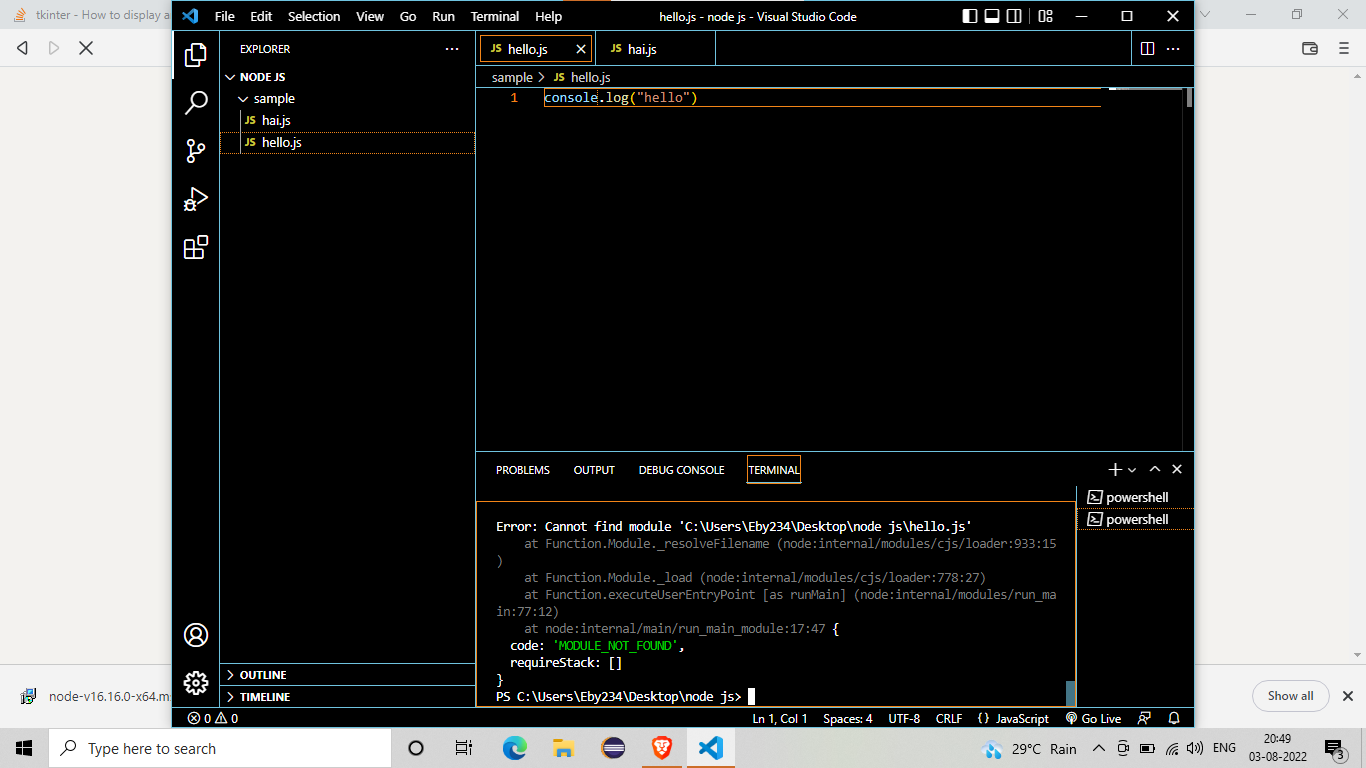 tkinter - How to display a
File Edit Selection View Go Run Terminal Help
hello.js - node js - Visual Studio Code
EXPLORER
NODE JS
sample
JS hai.js
JS hello.js
OUTLINE
TIMELINE
JS hello.js
JS hai.js
sample > JS hello.js
1 console.log("hello")
PROBLEMS OUTPUT DEBUG CONSOLE TERMINAL
powershell
powershell
Error: Cannot find module 'C:\Users\Eby234\Desktop\node js\hello.js'
at Function.Module._resolveFilename (node:internal/modules/cjs/loader:933:15
)
at Function.Module._load (node:internal/modules/cjs/loader:778:27)
at Function.executeUserEntryPoint [as runMain] (node:internal/modules/run_ma
in:77:12)
at node:internal/main/run_main_module:17:47 {
code: 'MODULE_NOT_FOUND',
requireStack: []
}
PS C:\Users\Eby234\Desktop\node js>
0 0
Ln 1, Col 1 Spaces: 4 UTF-8 CRLF {} JavaScript Go Live
node-v16.16.0-x64.ms
Show all
Type here to search
29°C Rain
ENG
20:49
03-08-2022
3